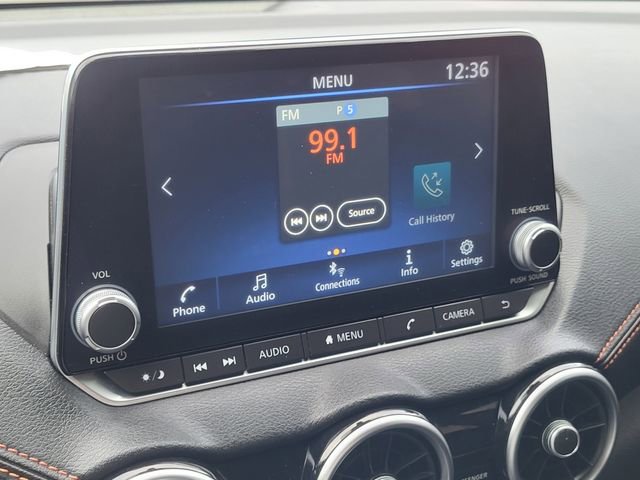 MENU
12:36
FM P 5
99.1
FM
Source
Call History
TUNE·SCROLL
PUSH SOUND
VOL
PUSH
Phone Audio Connections Info Settings
AUDIO MENU CAMERA
SENGER